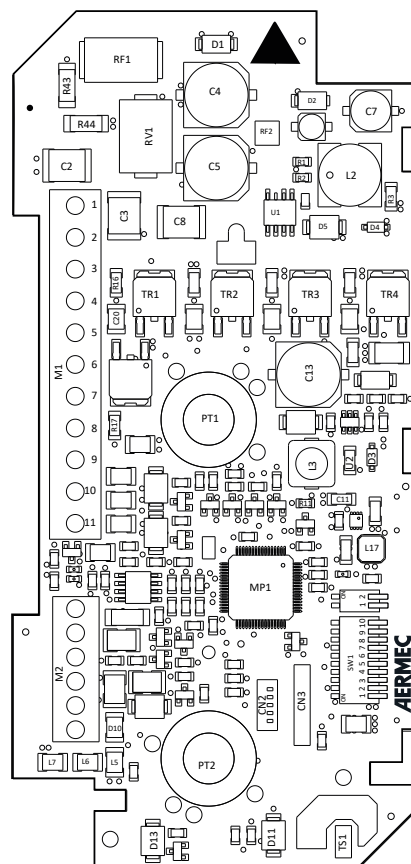 D1
RF1
R43
C4
D2
C7
R44
RV1
RF2
C5
R1
R2
L2
C2
R3
C3
C8
U1
D5
D4
1
2
3
4
5
6
7
8
9
10
11
M1
R16
TR1
TR2
TR3
TR4
C20
C13
PT1
R17
L3
D3
C11
L17
MP1
ON
1 2
1 2 3 4 5 6 7 8 9 10
SW1
ON
AERMEC
M2
CN2
CN3
D10
L7
L6
L5
PT2
D13
D11
TS1